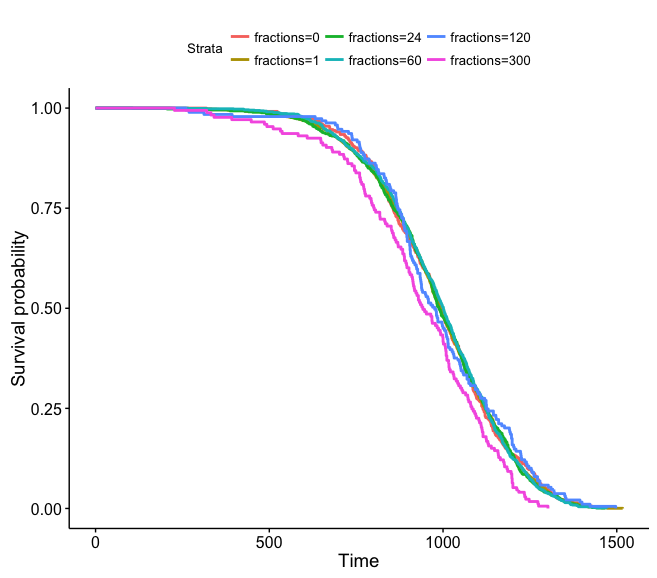 Strata
fractions=0 fractions=24 fractions=120
fractions=1 fractions=60 fractions=300
1.00
0.75
0.50
0.25
0.00
Survival probability
0 500 1000 1500
Time